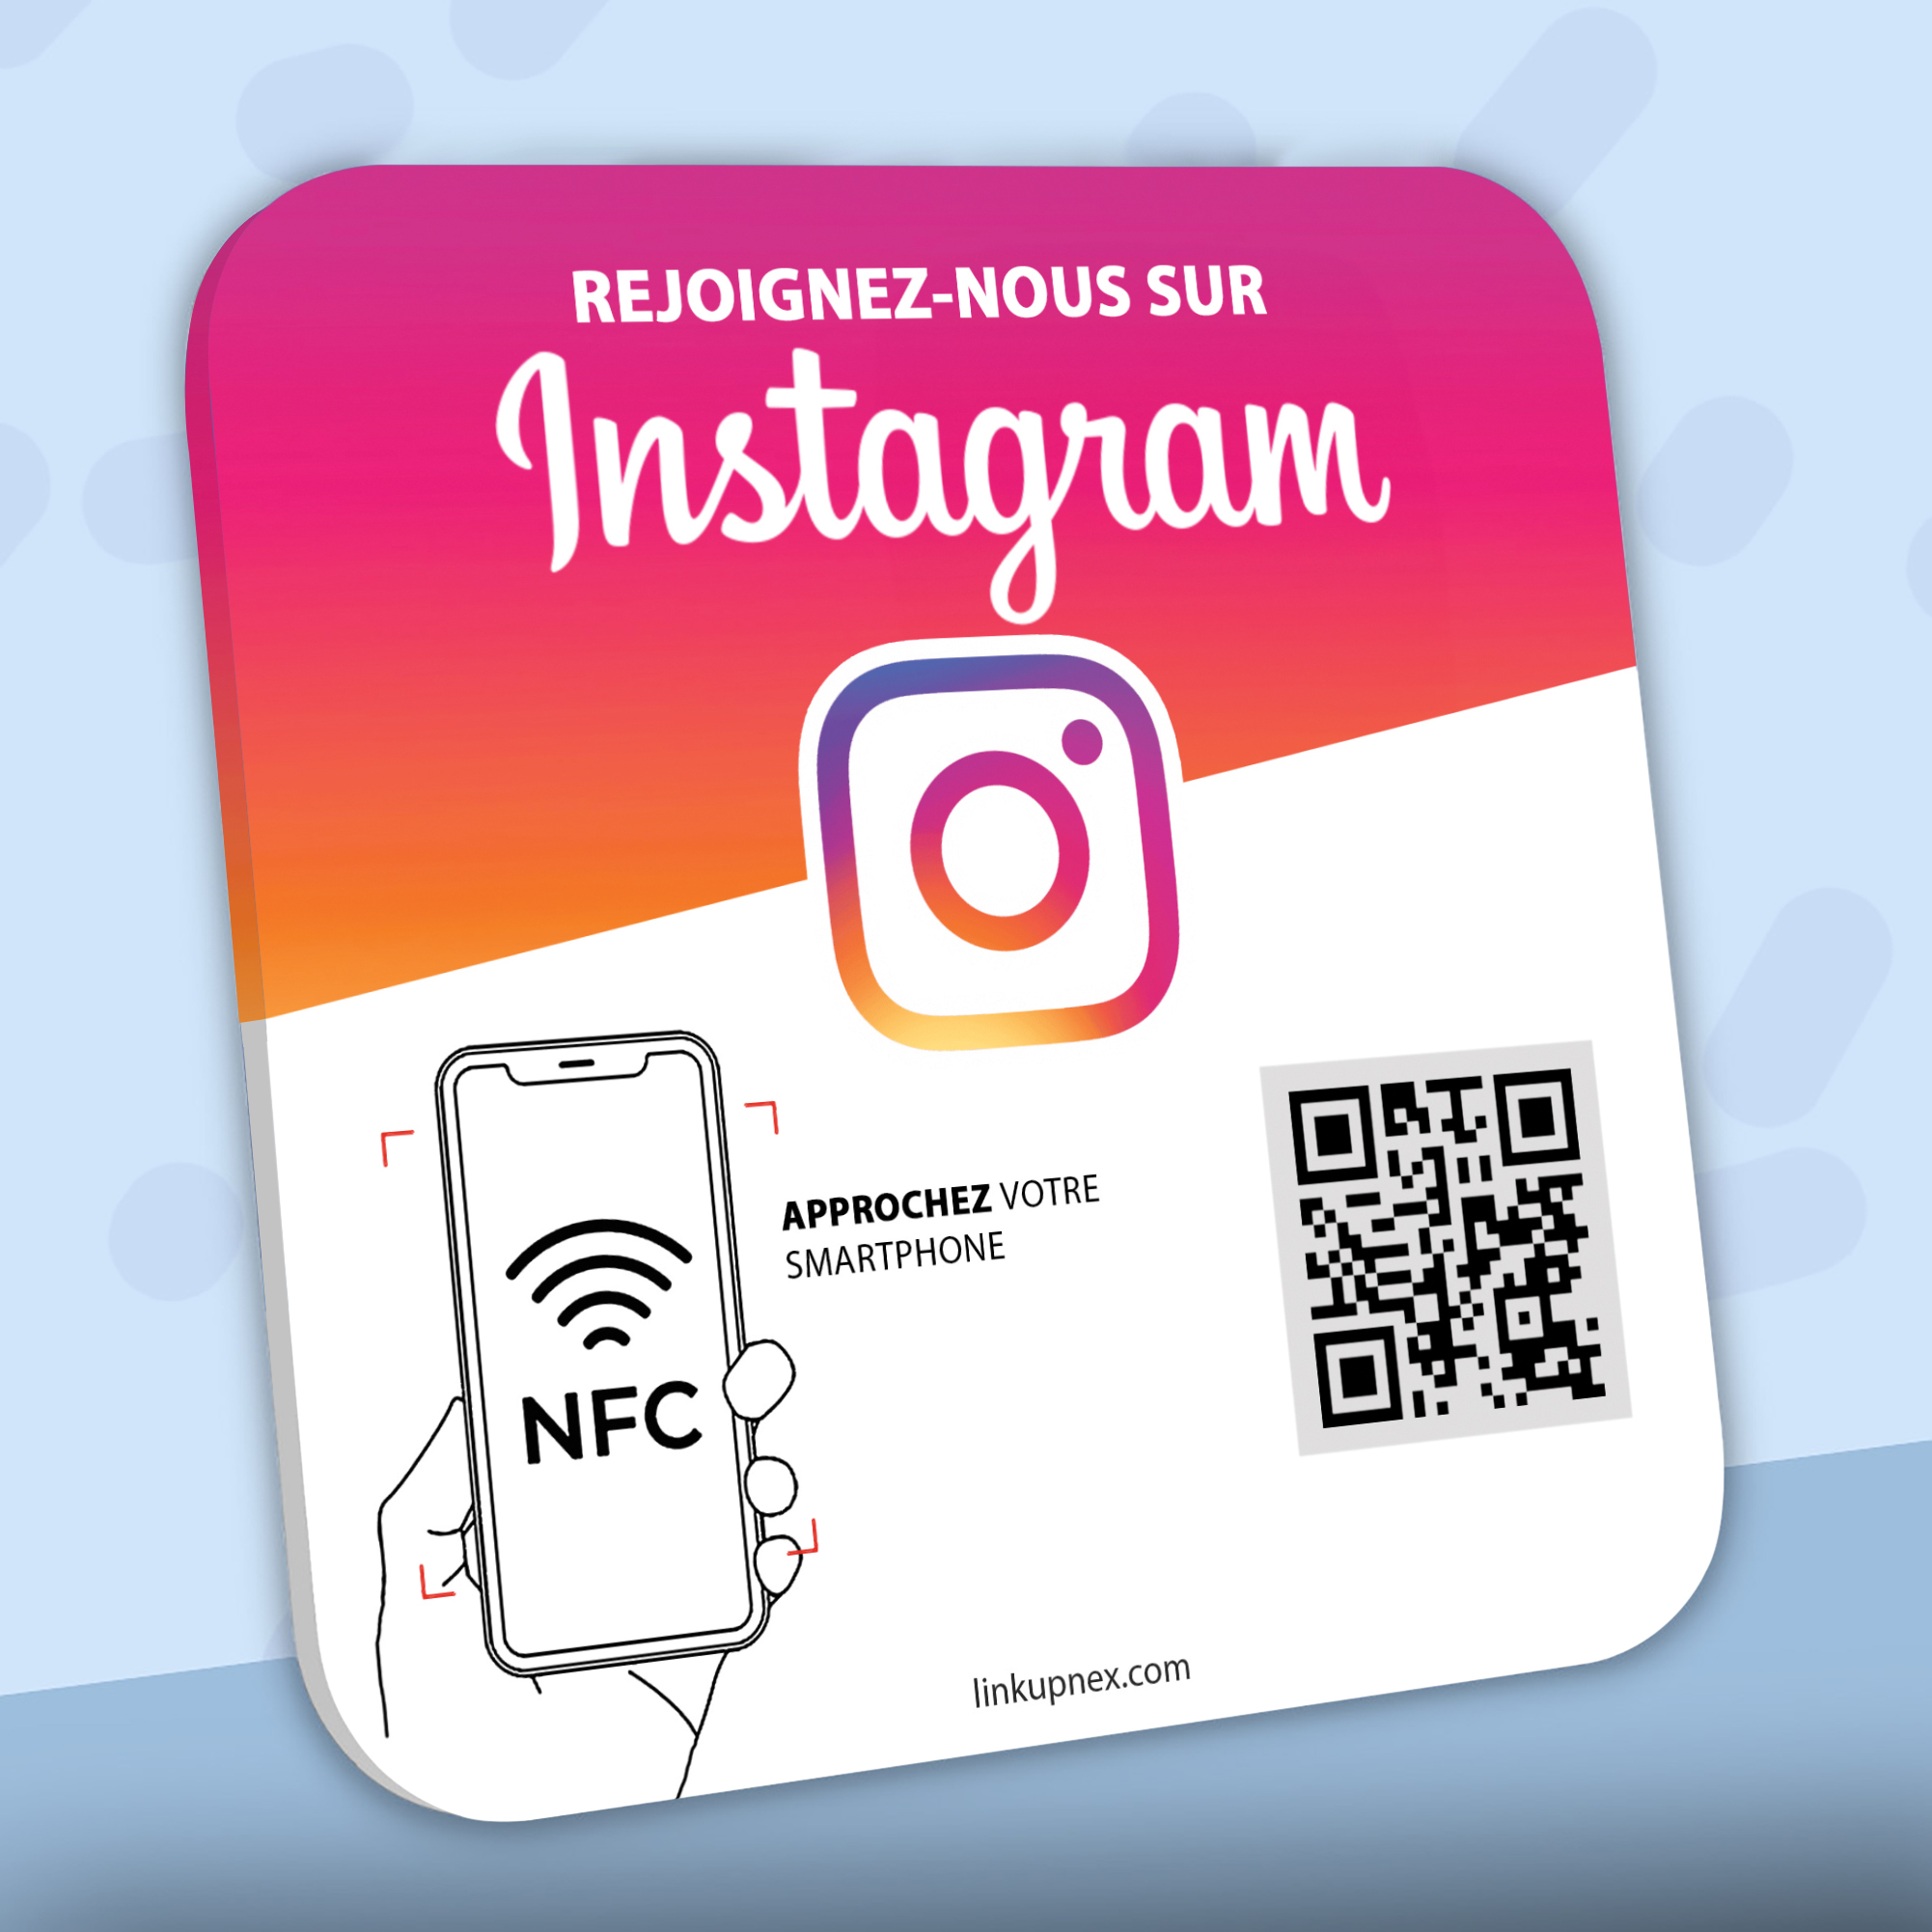 REJOIGNEZ-NOUS SUR
Instagram
NFC
APPROCHEZ VOTRE
SMARTPHONE
linkupnex.com